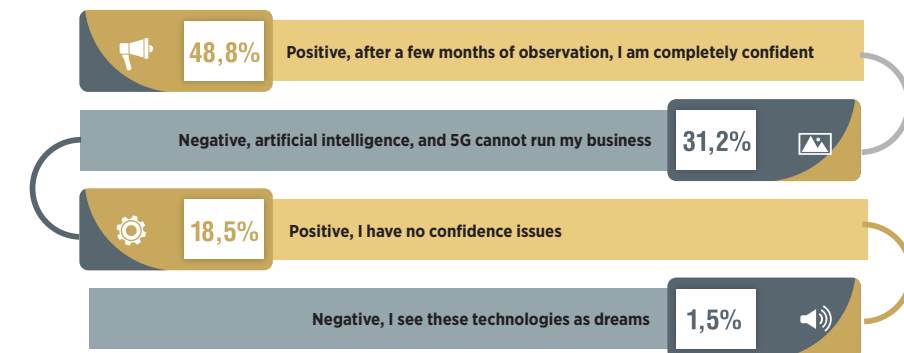 48,8%
Positive, after a few months of observation, I am completely confident
Negative, artificial intelligence, and 5G cannot run my business
31,2%
18,5%
Positive, I have no confidence issues
Negative, I see these technologies as dreams
1,5%